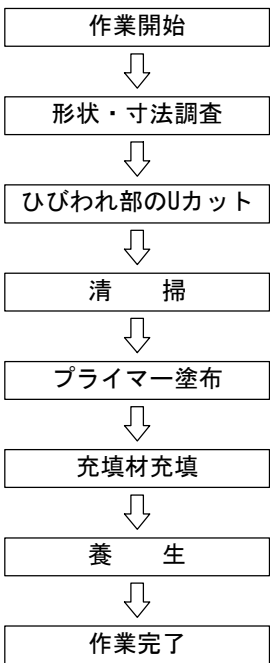 作業開始
形状・寸法調査
ひびわれ部のUカット
清　　掃
プライマー塗布
充填材充填
養　　生
作業完了